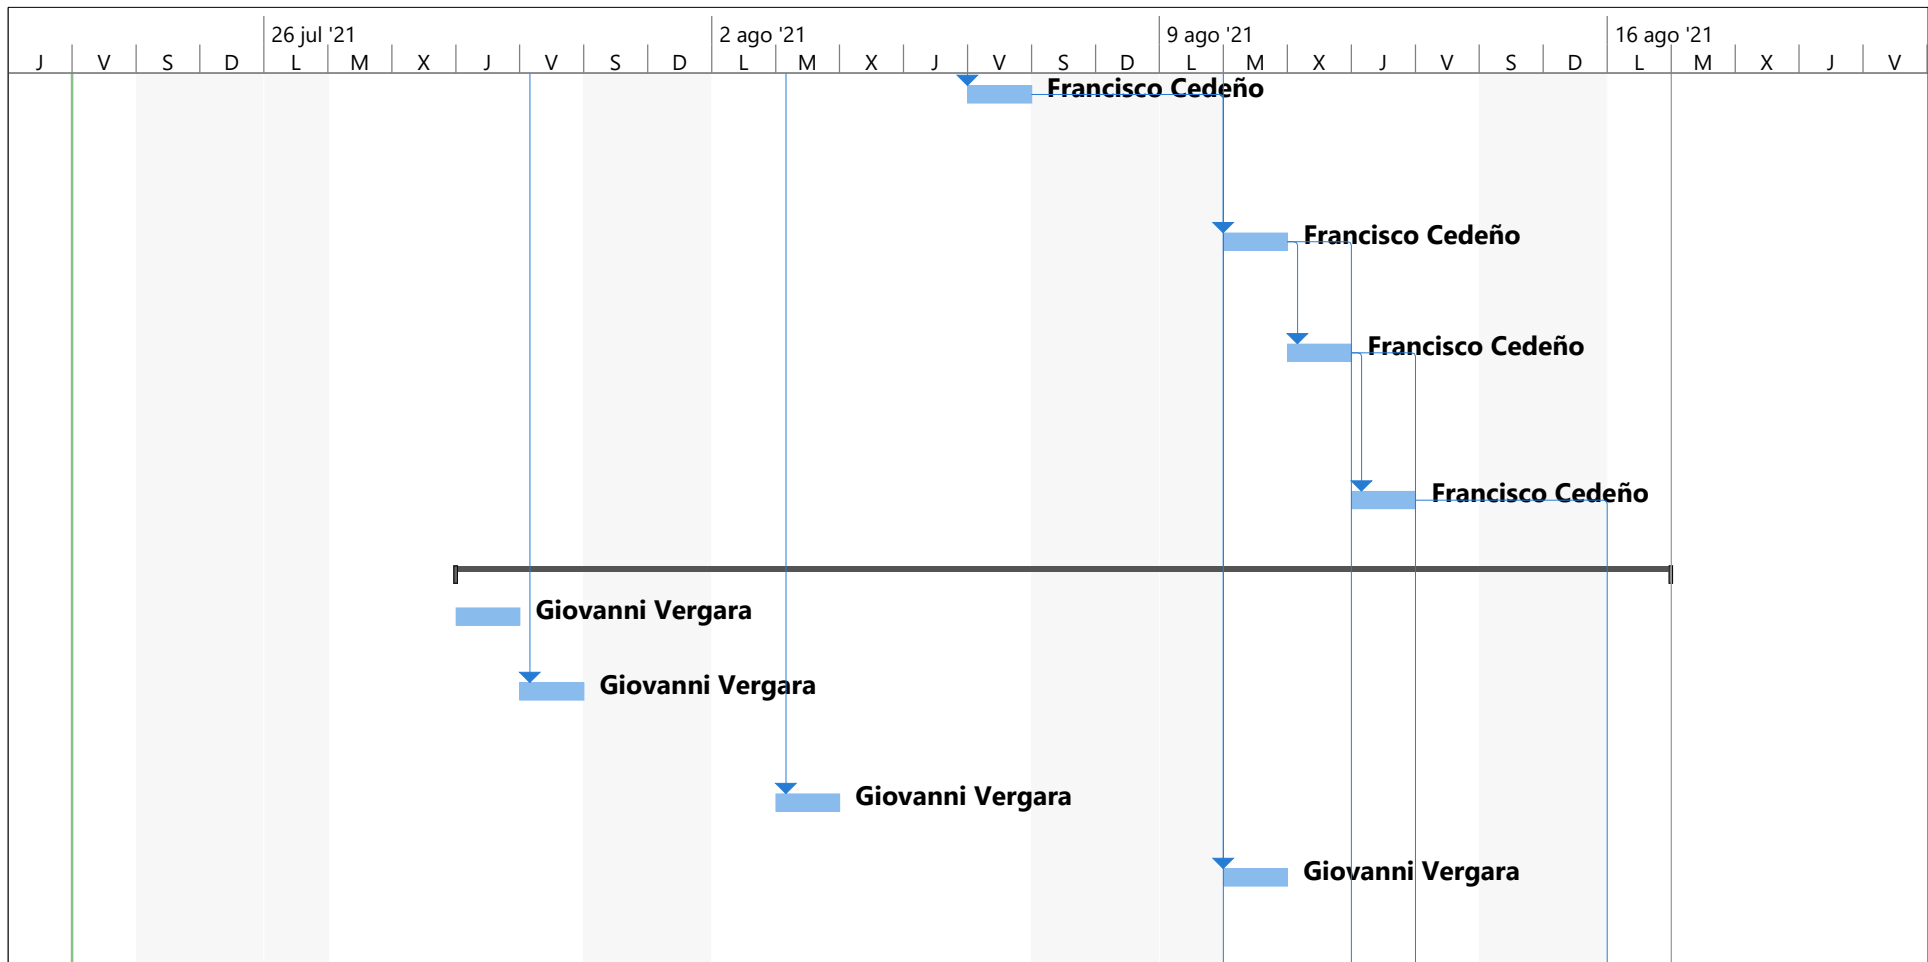 26 jul '21 2 ago '21 9 ago '21 16 ago '21
J V S D L M X J V S D L M X J V S D L M X J V S D L M X J V
Francisco Cedeño
Francisco Cedeño
Francisco Cedeño
Francisco Cedeño
Giovanni Vergara
Giovanni Vergara
Giovanni Vergara
Giovanni Vergara